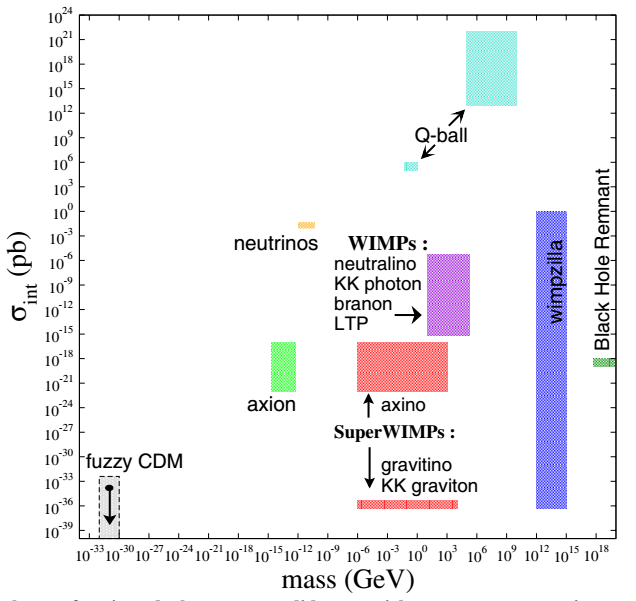 10^24
10^21
10^18
10^15
10^12
10^9
10^6
10^3
10^0
10^-3
10^-6
10^-9
10^-12
10^-15
10^-18
10^-21
10^-24
10^-27
10^-30
10^-33
10^-36
10^-39
σ_int (pb)
Q-ball
neutrinos
WIMPs :
neutralino
KK photon
branon
LTP
wimpzilla
Black Hole Remnant
axion
axino
SuperWIMPs :
gravitino
KK graviton
fuzzy CDM
10^-33 10^-30 10^-27 10^-24 10^-21 10^-18 10^-15 10^-12 10^-9 10^-6 10^-3 10^0 10^3 10^6 10^9 10^12 10^15 10^18
mass (GeV)